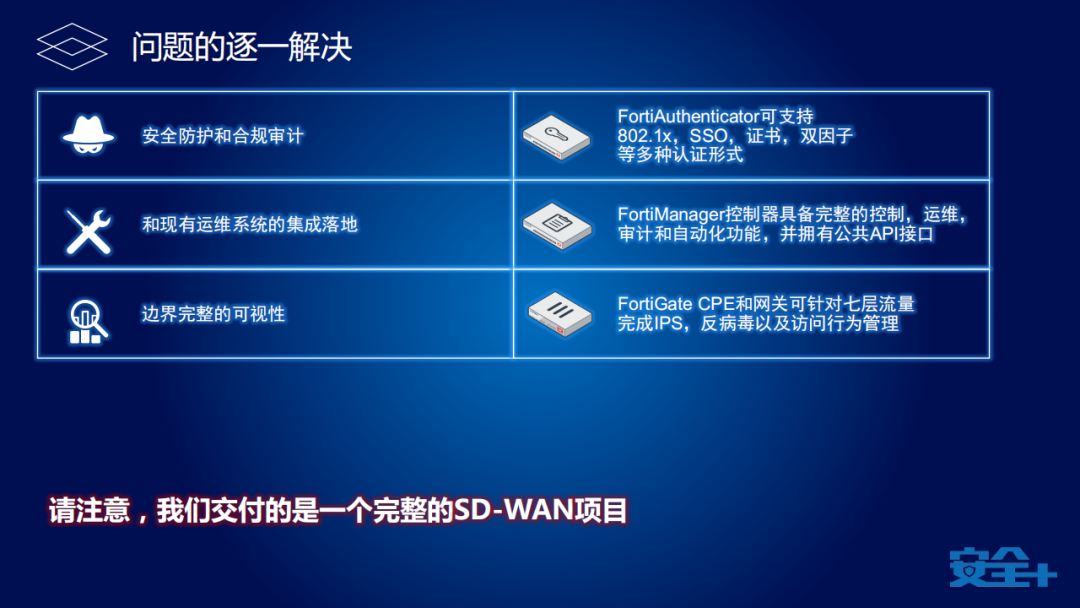 问题的逐一解决
安全防护和合规审计
FortiAuthenticator可支持
802.1x，SSO，证书，双因子
等多种认证形式
和现有运维系统的集成落地
FortiManager控制器具备完整的控制，运维，
审计和自动化功能，并拥有公共API接口
边界完整的可视性
FortiGate CPE和网关可针对七层流量
完成IPS，反病毒以及访问行为管理
请注意，我们交付的是一个完整的SD-WAN项目
安全+